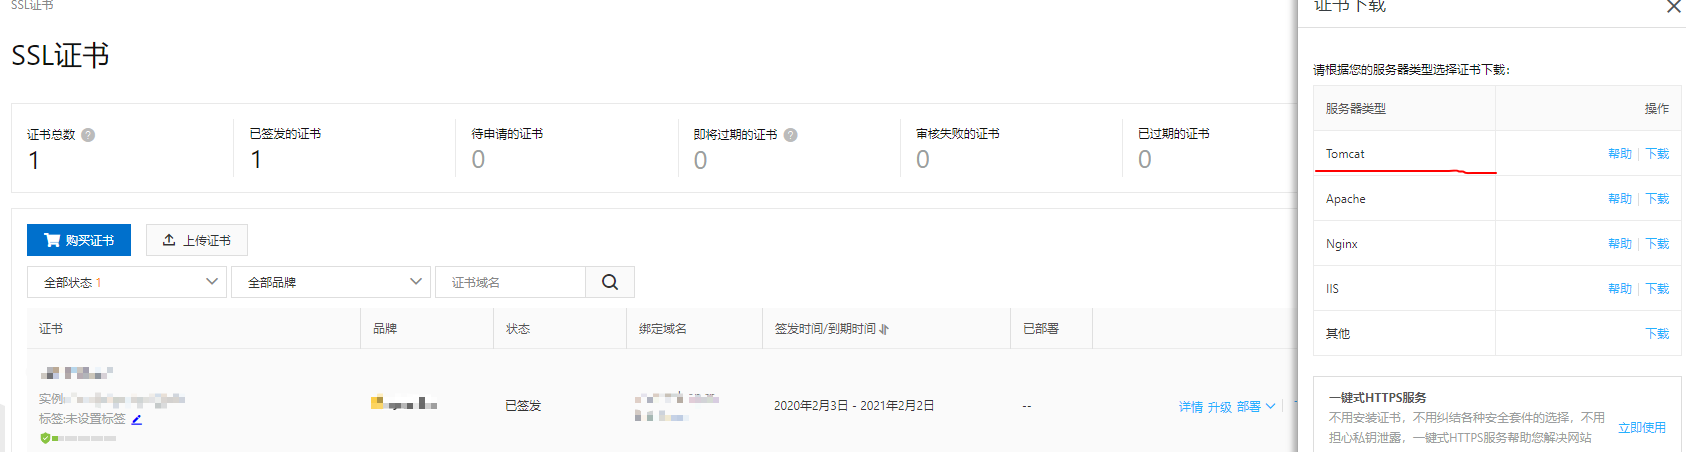 SSL证书
SSL证书
证书总数 ?
1
已签发的证书
1
待申请的证书
0
即将过期的证书 ?
0
审核失败的证书
0
已过期的证书
0
购买证书
上传证书
全部状态 1
全部品牌
证书域名
证书 品牌 状态 绑定域名 签发时间/到期时间 已部署
实例
标签:未设置标签
已签发
2020年2月3日 - 2021年2月2日
--
详情 升级 部署
证书下载
请根据您的服务器类型选择证书下载:
服务器类型 操作
Tomcat 帮助 下载
Apache 帮助 下载
Nginx 帮助 下载
IIS 帮助 下载
其他 下载
一键式HTTPS服务
不用安装证书，不用纠结各种安全套件的选择，不用
担心私钥泄露，一键式HTTPS服务帮助您解决网站
立即使用